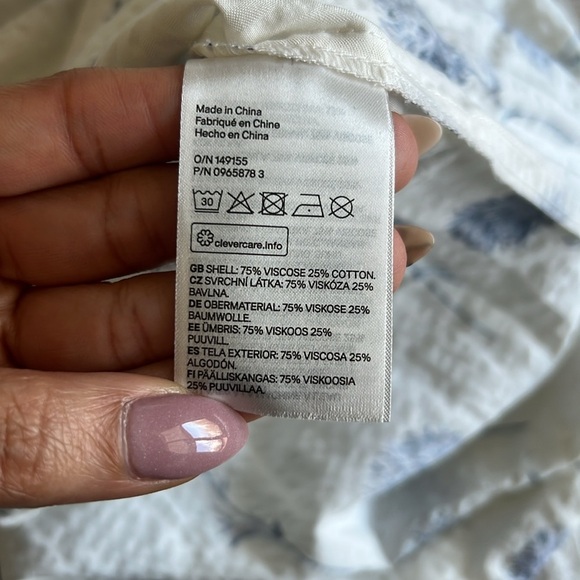 Made in China
Fabriqué en Chine
Hecho en China
O/N 149155
P/N 0965878 3
30
clevercare.info
GB SHELL: 75% VISCOSE 25% COTTON.
CZ SVRCHNÍ LÁTKA: 75% VISKÓZA 25%
BAVLNA.
DE OBERMATERIAL: 75% VISKOSE 25%
BAUMWOLLE.
EE ÜMBRIS: 75% VISKOOS 25%
PUUVILL.
ES TELA EXTERIOR: 75% VISCOSA 25%
ALGODÓN.
FI PÄÄLLISKANGAS: 75% VISKOOSIA
25% PUUVILLAA.